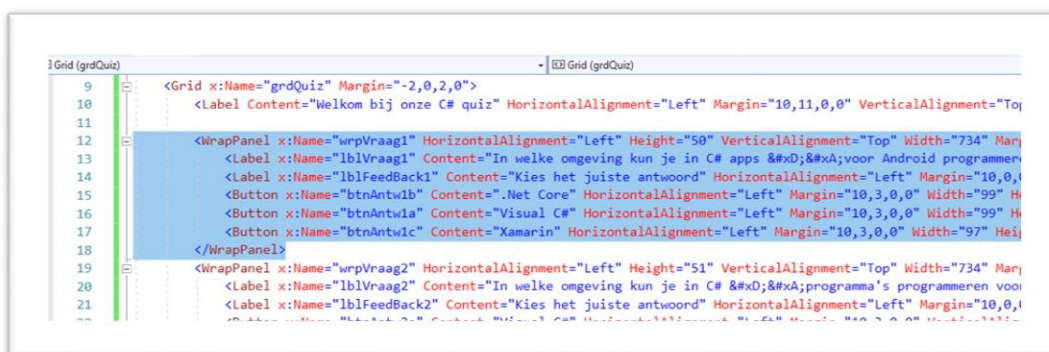 Grid (grdQuiz) Grid (grdQuiz)
9 <Grid x:Name="grdQuiz" Margin="-2,0,2,0">
10 <Label Content="Welkom bij onze C# quiz" HorizontalAlignment="Left" Margin="10,11,0,0" VerticalAlignment="To
11
12 <WrapPanel x:Name="wrpVraag1" HorizontalAlignment="Left" Height="50" VerticalAlignment="Top" Width="734" Mar
13 <Label x:Name="lblVraag1" Content="In welke omgeving kun je in C# apps &#xD;&#xA;voor Android programmere
14 <Label x:Name="lblFeedBack1" Content="Kies het juiste antwoord" HorizontalAlignment="Left" Margin="10,0,
15 <Button x:Name="btnAntw1b" Content=".Net Core" HorizontalAlignment="Left" Margin="10,3,0,0" Width="99" H
16 <Button x:Name="btnAntw1a" Content="Visual C#" HorizontalAlignment="Left" Margin="10,3,0,0" Width="99" H
17 <Button x:Name="btnAntw1c" Content="Xamarin" HorizontalAlignment="Left" Margin="10,3,0,0" Width="97" Hei
18 </WrapPanel>
19 <WrapPanel x:Name="wrpVraag2" HorizontalAlignment="Left" Height="51" VerticalAlignment="Top" Width="734" Mar
20 <Label x:Name="lblVraag2" Content="In welke omgeving kun je in C# &#xD;&#xA;programma's programmeren voo
21 <Label x:Name="lblFeedBack2" Content="Kies het juiste antwoord" HorizontalAlignment="Left" Margin="10,0,